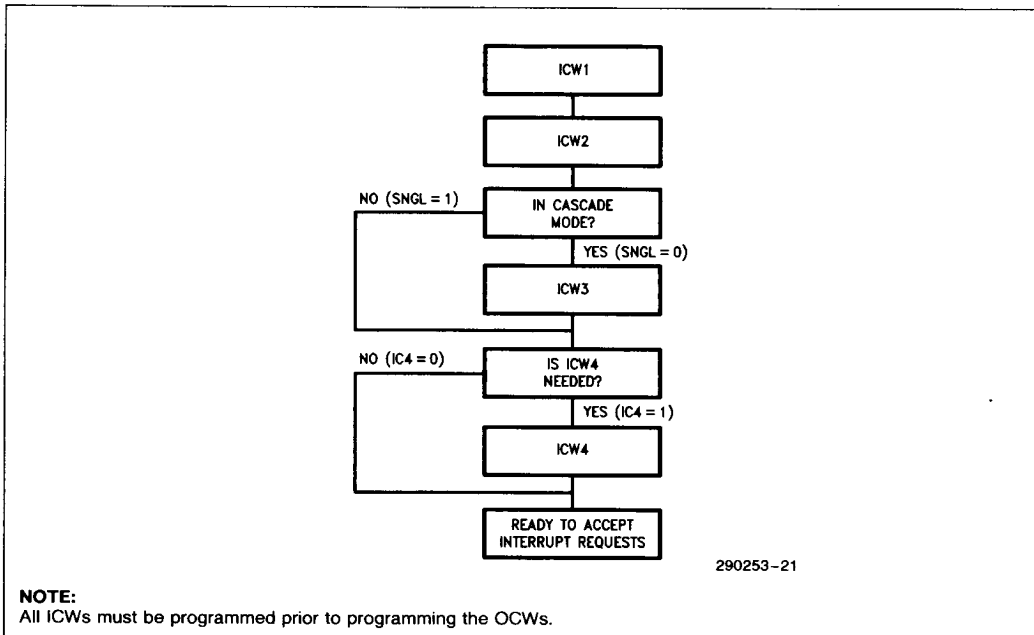 ICW1
ICW2
NO (SNGL = 1)
IN CASCADE
MODE?
YES (SNGL = 0)
ICW3
NO (IC4 = 0)
IS ICW4
NEEDED?
YES (IC4 = 1)
ICW4
READY TO ACCEPT
INTERRUPT REQUESTS
290253-21
NOTE:
All ICWs must be programmed prior to programming the OCWs.